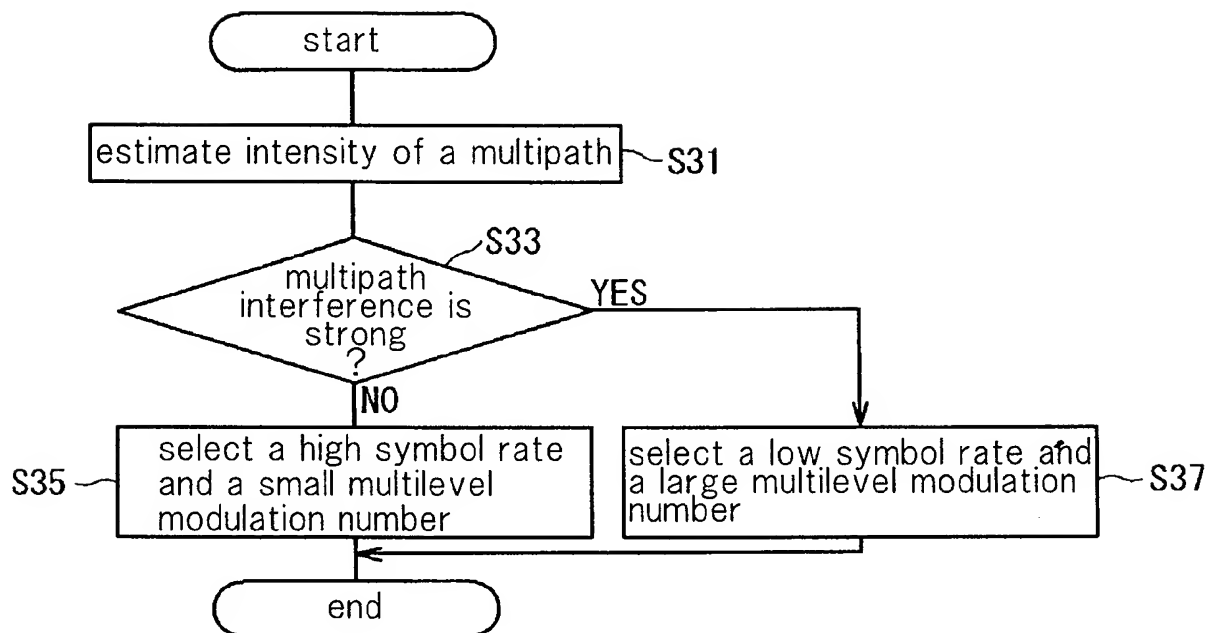 start
estimate intensity of a multipath
S31
S33
multipath
interference is
strong
?
YES
NO
select a high symbol rate
and a small multilevel
modulation number
S35
select a low symbol rate and
a large multilevel modulation
number
S37
end